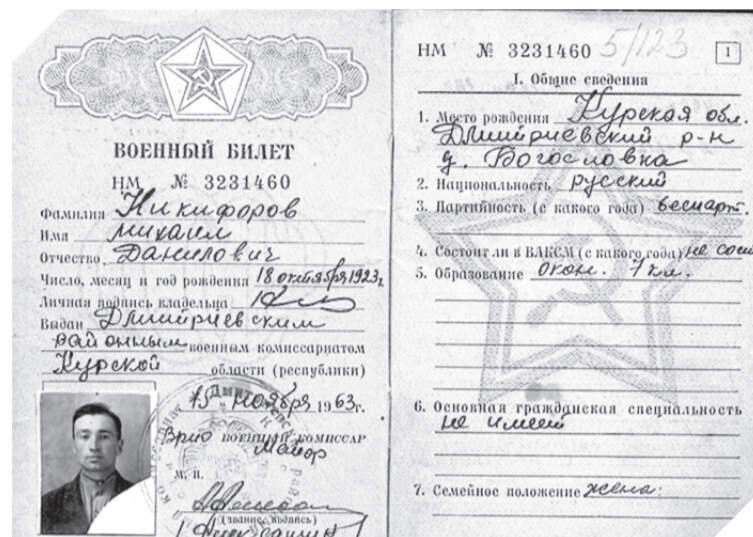 ВОЕННЫЙ БИЛЕТ
НМ № 3231460
Фамилия Никифоров
Имя Михаил
Отчество Данилович
Число, месяц и год рождения 18 октября 1923г.
Личная подпись владельца
Выдан Дмитриевским
районным военным комиссариатом
Курской области (республики)
"15" ноября 1963г.
Врио военный комиссар
Майор
М. П.
(звание, подпись)
НМ № 3231460 5/123 1
I. Общие сведения
1. Место рождения Курская обл.
Дмитриевский р-н
д. Богословка
2. Национальность русский
3. Партийность (с какого года) беспарт.
4. Состоит ли в ВЛКСМ (с какого года) не сост
5. Образование Окон. 7 кл.
6. Основная гражданская специальность
не имеет
7. Семейное положение жена: